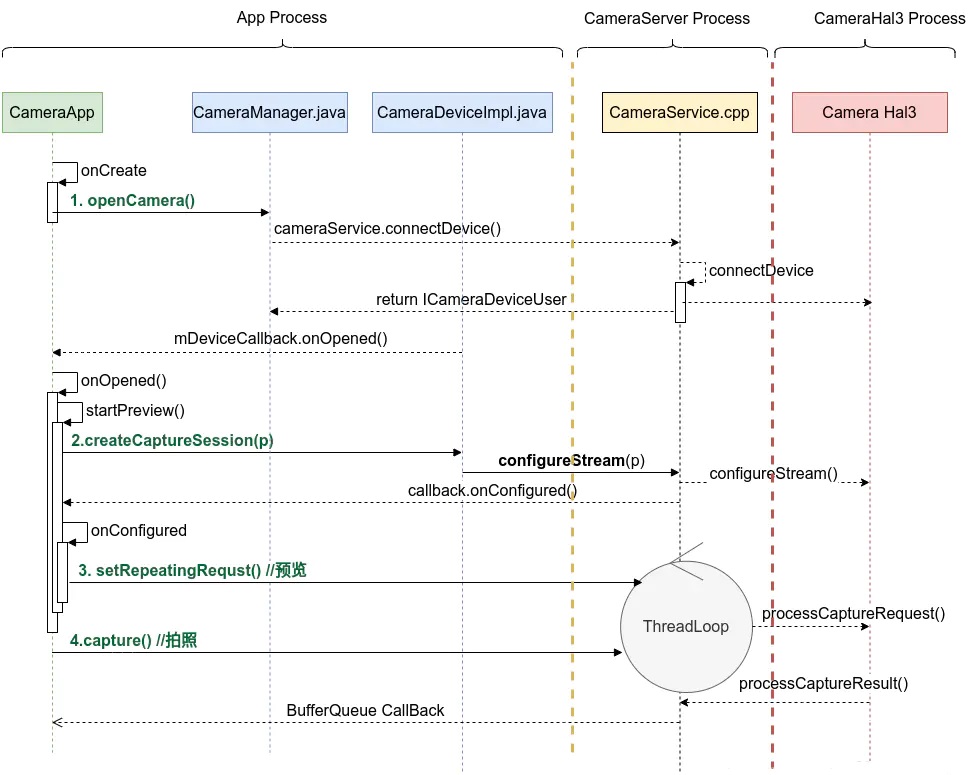 App Process
CameraServer Process
CameraHal3 Process
CameraApp
CameraManager.java
CameraDeviceImpl.java
CameraService.cpp
Camera Hal3
onCreate
1. openCamera()
cameraService.connectDevice()
connectDevice
return ICameraDeviceUser
mDeviceCallback.onOpened()
onOpened()
startPreview()
2.createCaptureSession(p)
configureStream(p)
configureStream()
callback.onConfigured()
onConfigured
3. setRepeatingRequst() //预览
ThreadLoop
processCaptureRequest()
4.capture() //拍照
processCaptureResult()
BufferQueue CallBack